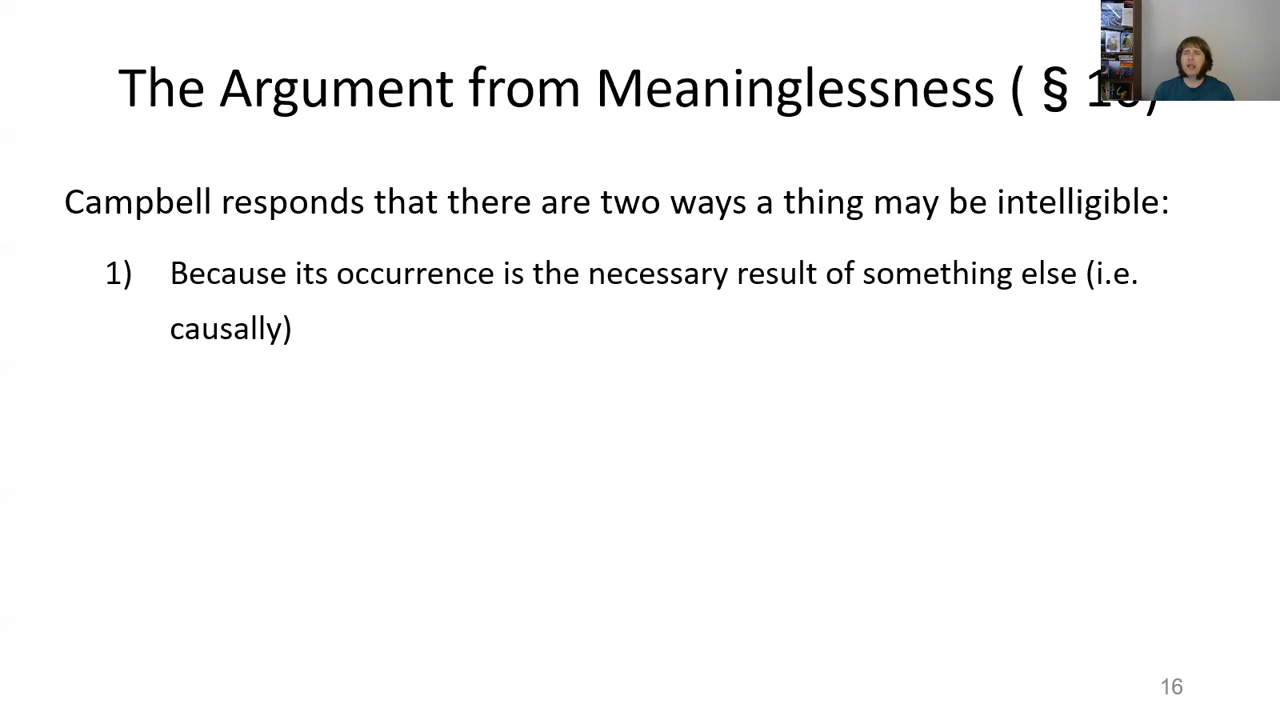 The Argument from Meaninglessness ( §
Campbell responds that there are two ways a thing may be intelligible:
1) Because its occurrence is the necessary result of something else (i.e.
causally)
16